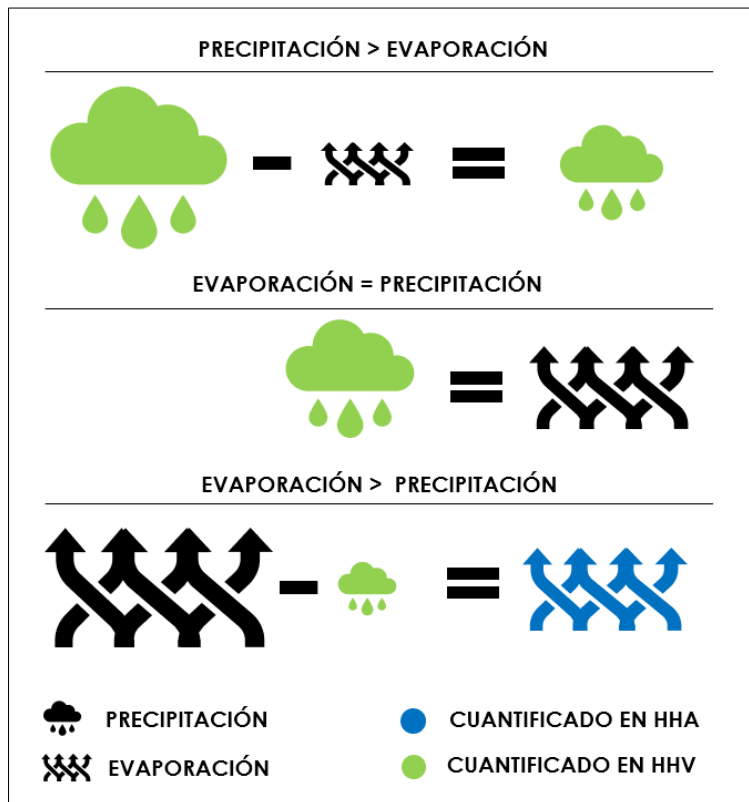 PRECIPITACIÓN > EVAPORACIÓN
EVAPORACIÓN = PRECIPITACIÓN
EVAPORACIÓN > PRECIPITACIÓN
PRECIPITACIÓN
CUANTIFICADO EN HHA
EVAPORACIÓN
CUANTIFICADO EN HHV